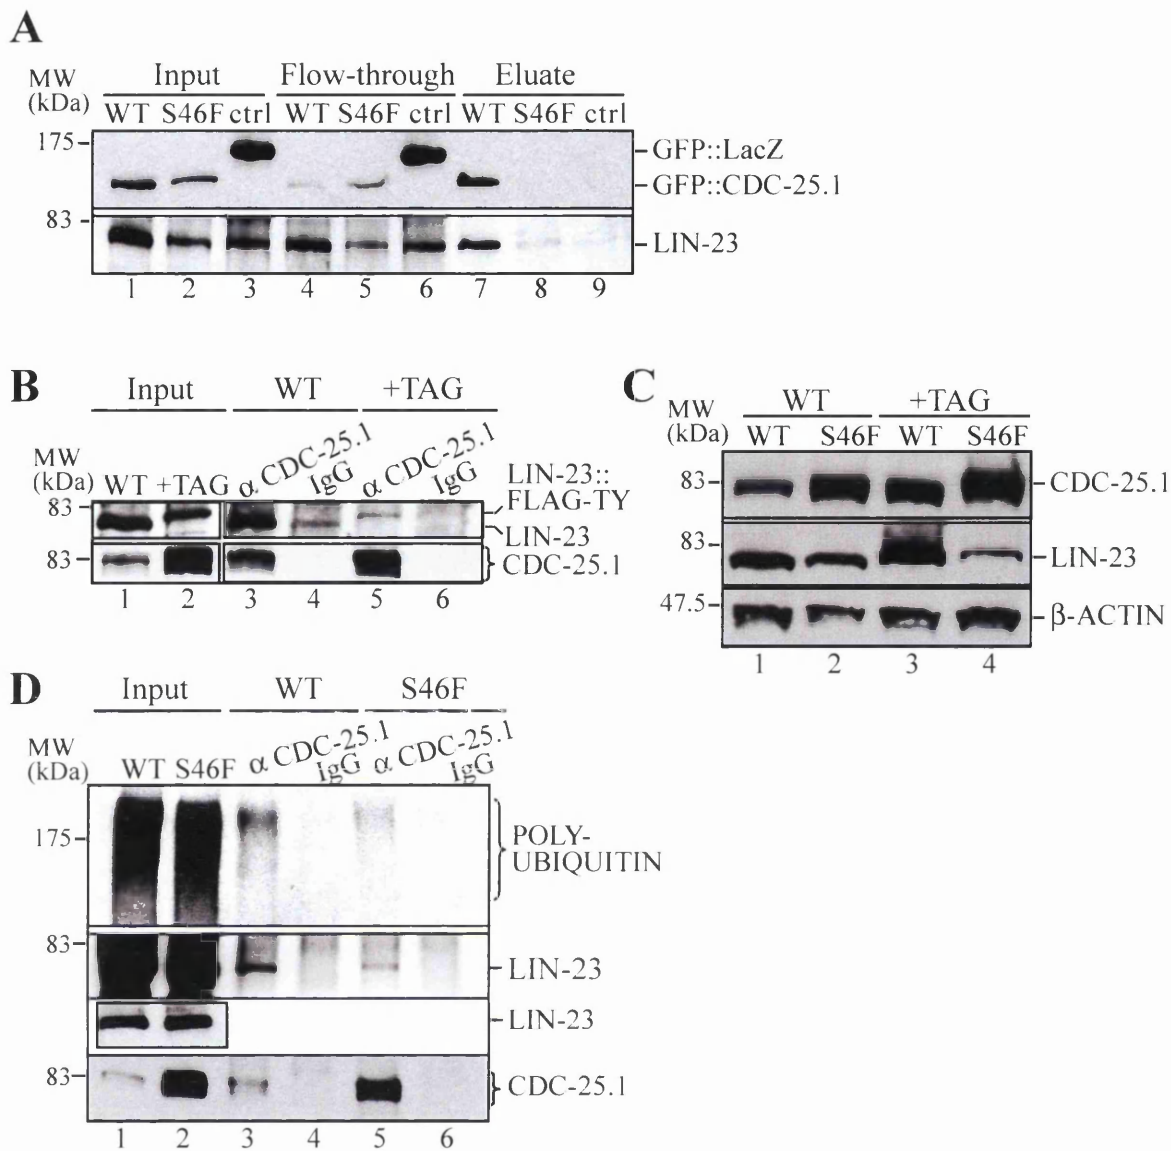 A
MW
(kDa)
Input Flow-through Eluate
WT S46F ctrl WT S46F ctrl WT S46F ctrl
175
GFP::LacZ
GFP::CDC-25.1
83
LIN-23
1 2 3 4 5 6 7 8 9
B
Input WT +TAG
MW
(kDa)
WT +TAG α CDC-25.1 IgG α CDC-25.1 IgG
LIN-23::
FLAG-TY
83
LIN-23
83
CDC-25.1
1 2 3 4 5 6
C
MW
(kDa)
WT +TAG
WT S46F WT S46F
83
CDC-25.1
83
LIN-23
47.5
β-ACTIN
1 2 3 4
D
Input WT S46F
MW
(kDa)
WT S46F α CDC-25.1 IgG α CDC-25.1 IgG
175
POLY-
UBIQUITIN
83
LIN-23
LIN-23
83
CDC-25.1
1 2 3 4 5 6